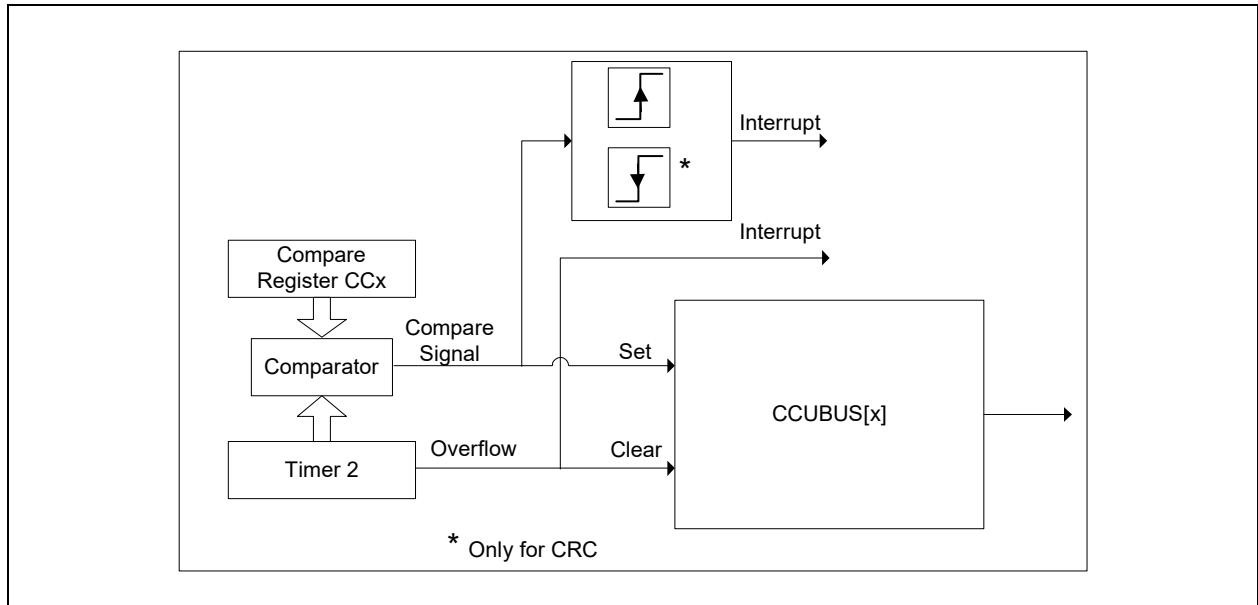 Interrupt
*
Interrupt
Compare
Register CCx
Compare
Signal
Set
Comparator
CCUBUS[x]
Overflow
Clear
Timer 2
* Only for CRC